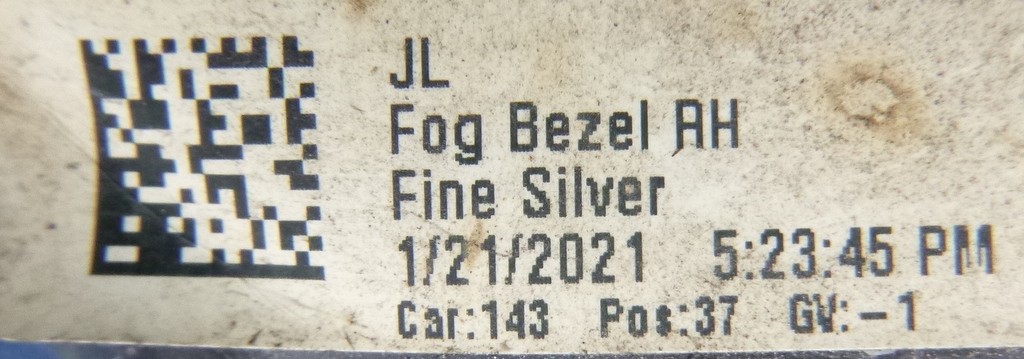 JL
Fog Bezel RH
Fine Silver
1/21/2021 5:23:45 PM
Car:143 Pos:37 GV:-1